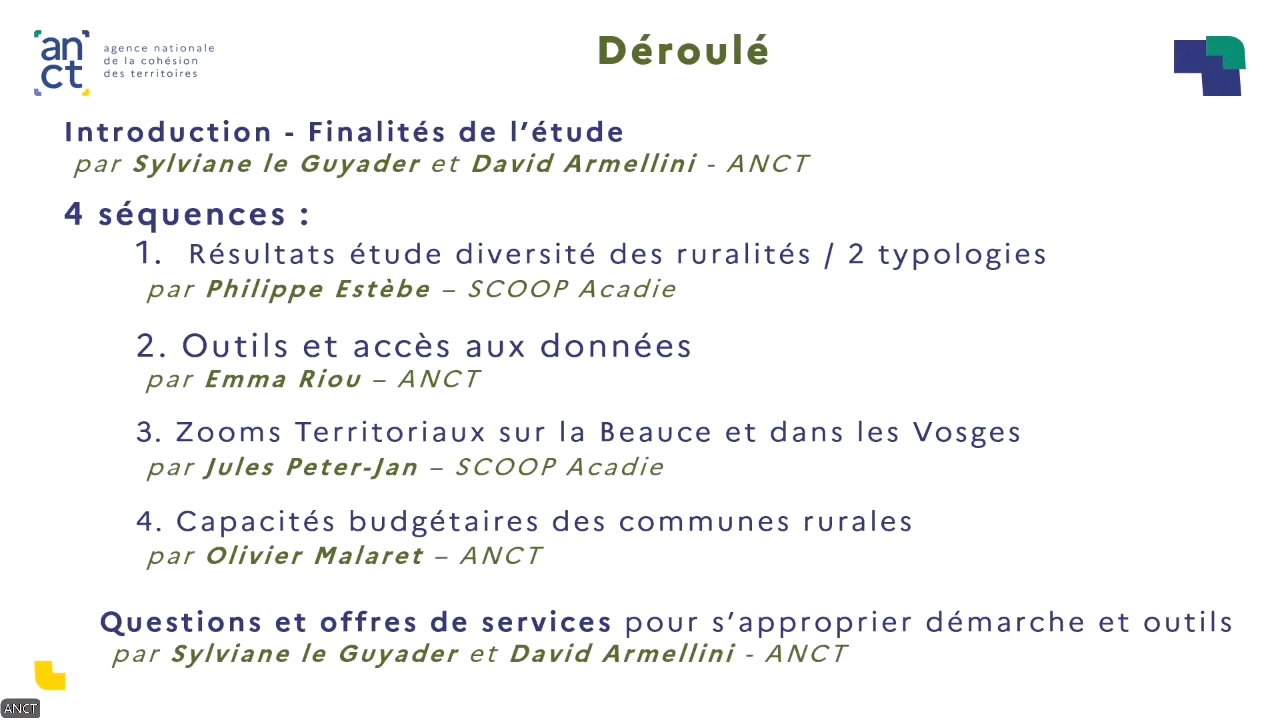 an
ct
agence nationale
de la cohésion
des territoires
Déroulé
Introduction - Finalités de l’étude
par Sylviane le Guyader et David Armellini - ANCT
4 séquences :
1. Résultats étude diversité des ruralités / 2 typologies
par Philippe Estèbe – SCOOP Acadie
2. Outils et accès aux données
par Emma Riou – ANCT
3. Zooms Territoriaux sur la Beauce et dans les Vosges
par Jules Peter-Jan – SCOOP Acadie
4. Capacités budgétaires des communes rurales
par Olivier Malaret – ANCT
Questions et offres de services pour s’approprier démarche et outils
par Sylviane le Guyader et David Armellini - ANCT
ANCT